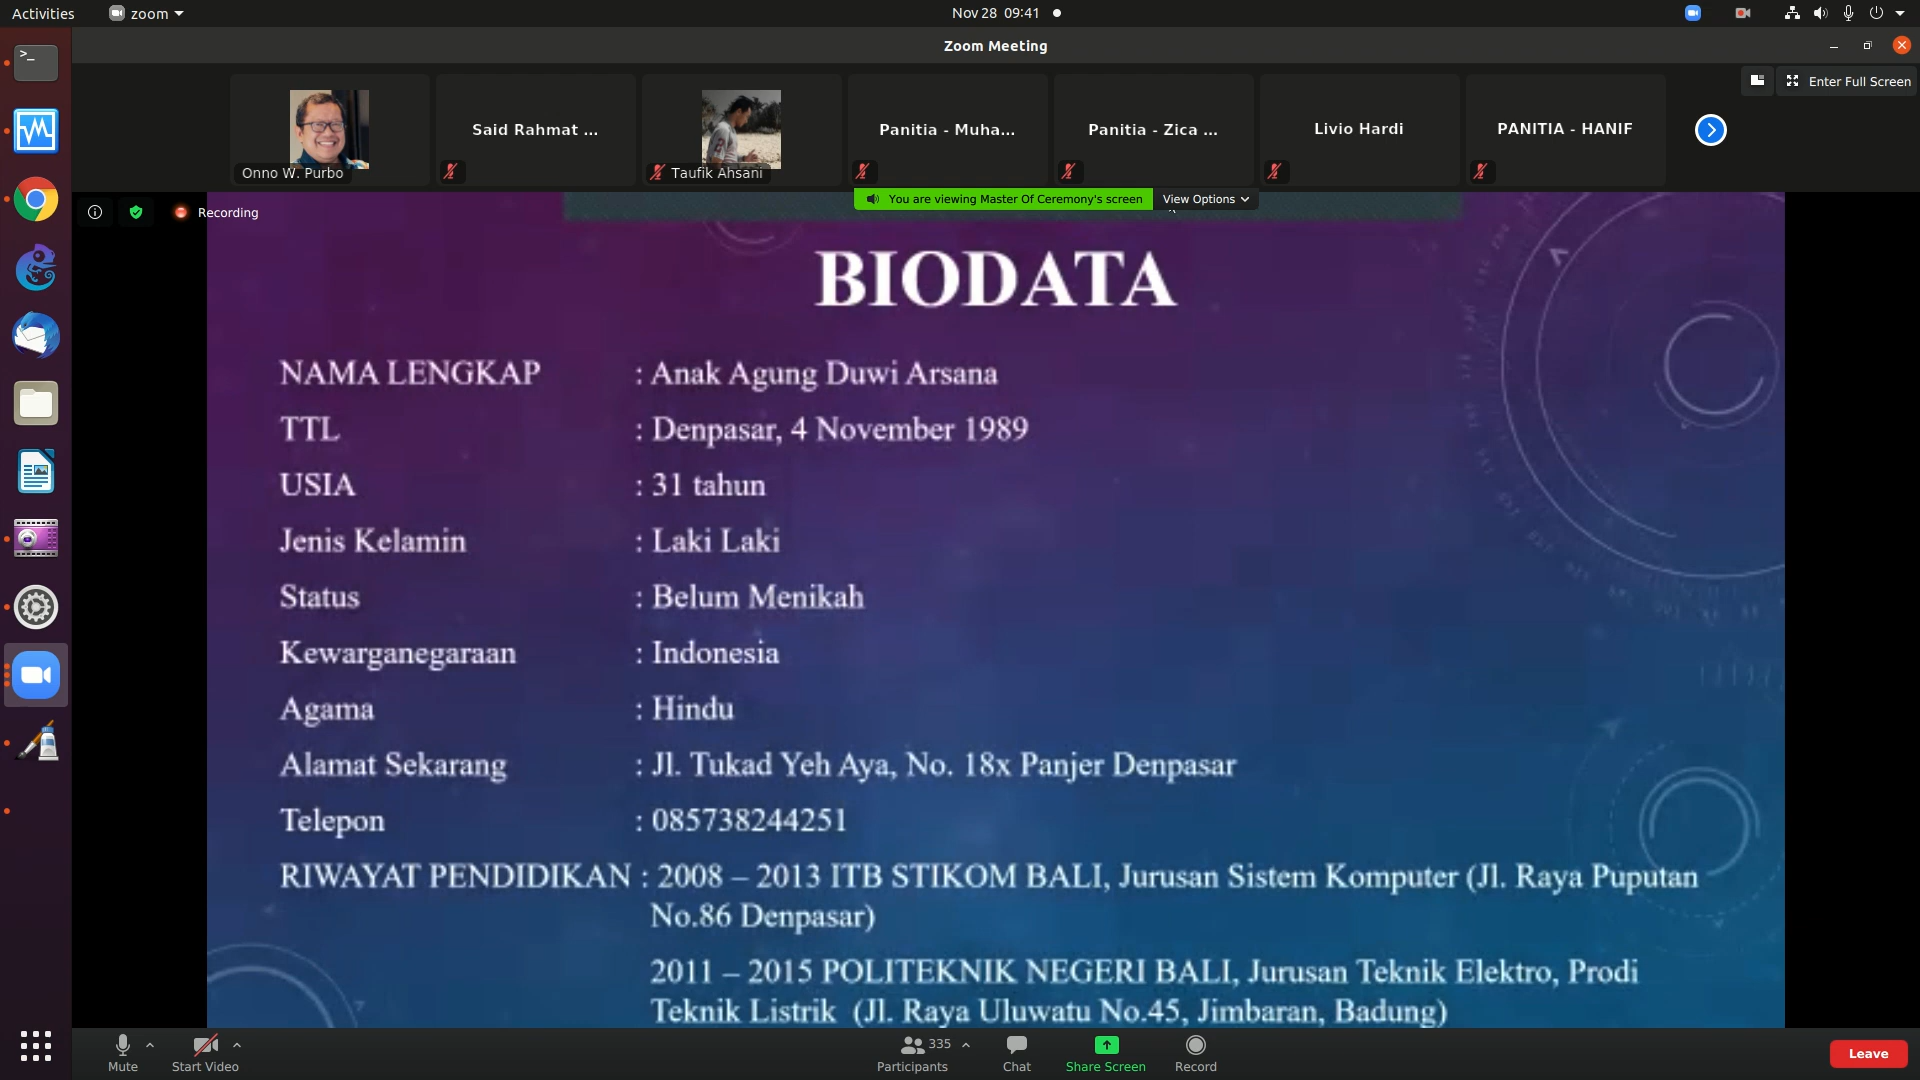 Activities zoom Nov 28 09:41
Zoom Meeting
Enter Full Screen
Said Rahmat ...
Panitia - Muha...
Panitia - Zica ...
Livio Hardi
PANITIA - HANIF
Onno W. Purbo
Taufik Ahsani
You are viewing Master Of Ceremony's screen View Options
Recording
BIODATA
NAMA LENGKAP : Anak Agung Duwi Arsana
TTL : Denpasar, 4 November 1989
USIA : 31 tahun
Jenis Kelamin : Laki Laki
Status : Belum Menikah
Kewarganegaraan : Indonesia
Agama : Hindu
Alamat Sekarang : Jl. Tukad Yeh Aya, No. 18x Panjer Denpasar
Telepon : 085738244251
RIWAYAT PENDIDIKAN : 2008 – 2013 ITB STIKOM BALI, Jurusan Sistem Komputer (Jl. Raya Puputan
No.86 Denpasar)
2011 – 2015 POLITEKNIK NEGERI BALI, Jurusan Teknik Elektro, Prodi
Teknik Listrik (Jl. Raya Uluwatu No.45, Jimbaran, Badung)
335
Mute Start Video Participants Chat Share Screen Record Leave